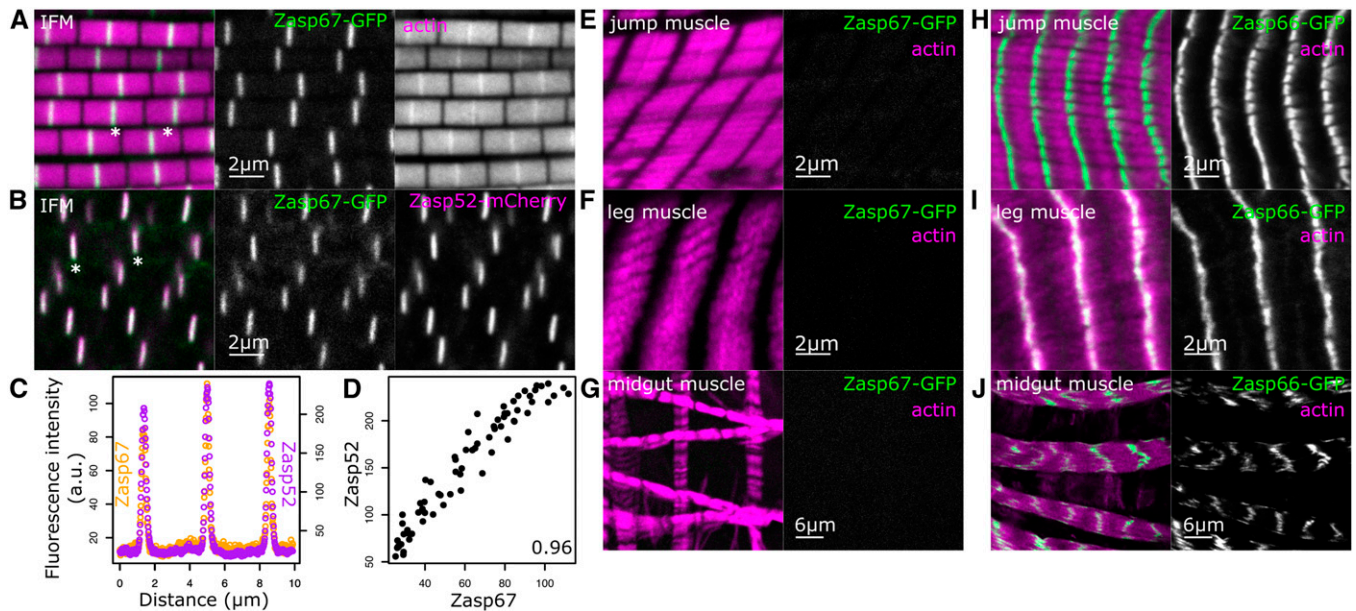 A IFM Zasp67-GFP actin
* *
2µm
B IFM Zasp67-GFP Zasp52-mCherry
* *
2µm
C
Fluorescence intensity
(a.u.)
Zasp67
Zasp52
100
80
60
40
20
200
150
100
50
0 2 4 6 8 10
Distance (µm)
D
Zasp52
200
150
100
50
0.96
40 60 80 100
Zasp67
E jump muscle Zasp67-GFP
actin
2µm
F leg muscle Zasp67-GFP
actin
2µm
G midgut muscle Zasp67-GFP
actin
6µm
H jump muscle Zasp66-GFP
actin
2µm
I leg muscle Zasp66-GFP
actin
2µm
J midgut muscle Zasp66-GFP
actin
6µm